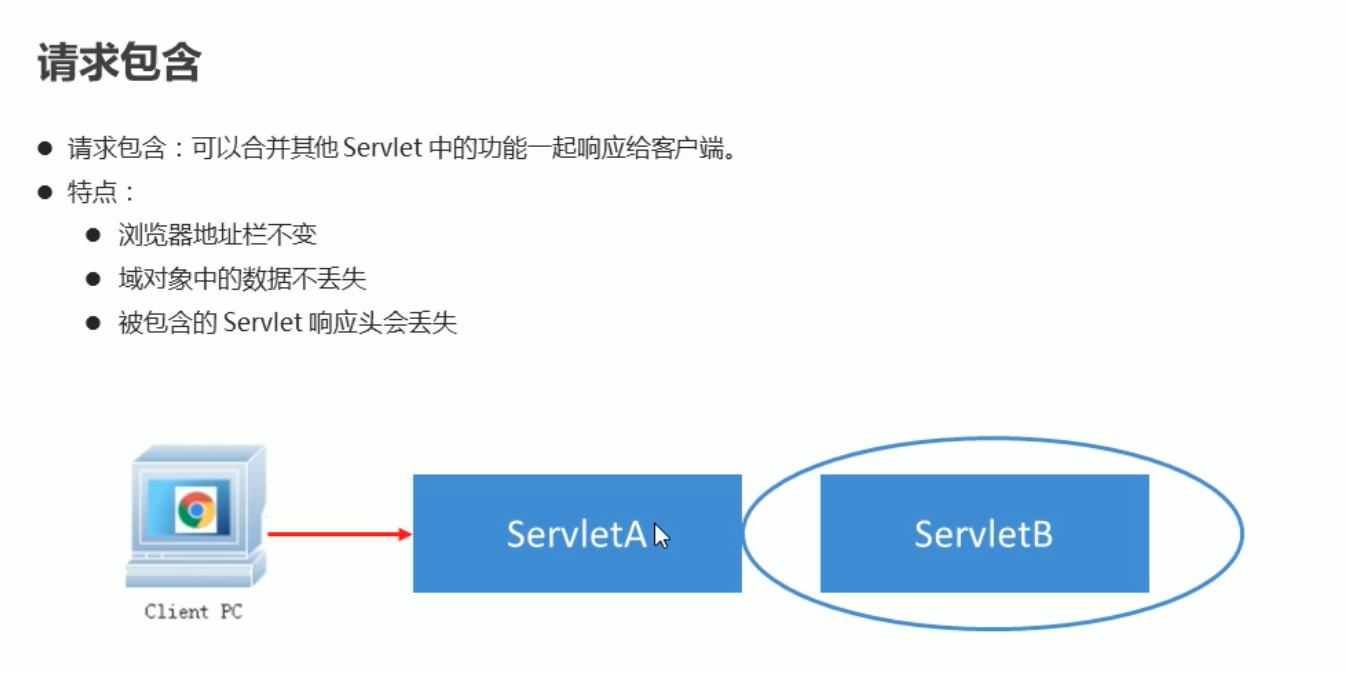 请求包含
请求包含：可以合并其他 Servlet 中的功能一起响应给客户端。
特点：
浏览器地址栏不变
域对象中的数据不丢失
被包含的 Servlet 响应头会丢失
ServletA
ServletB
Client PC